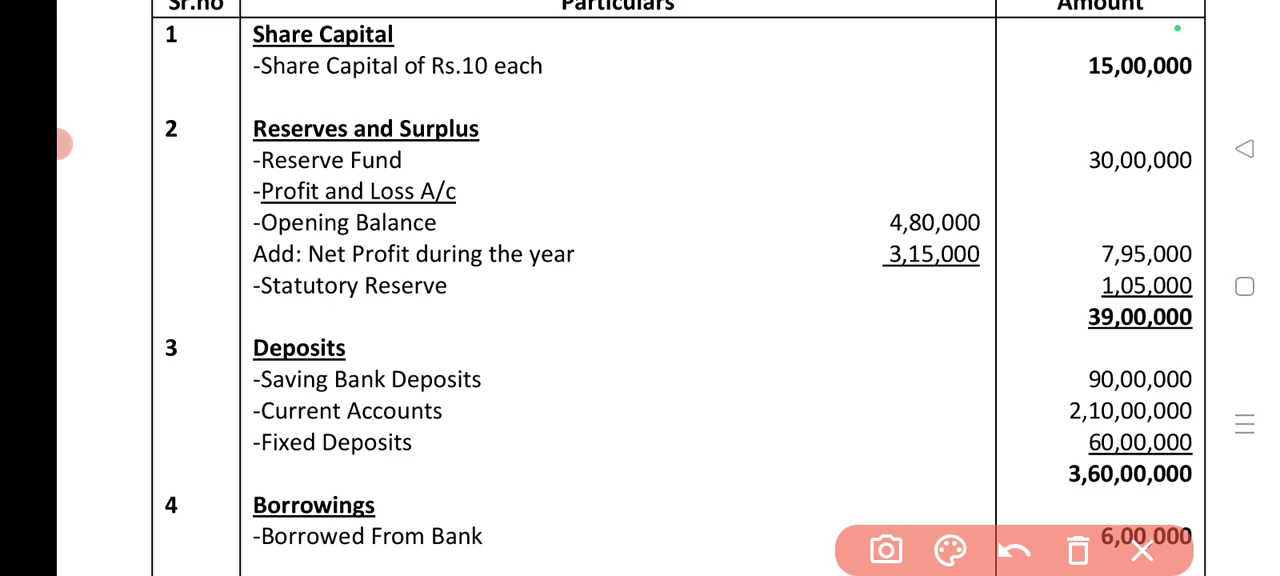 Sr.no Particulars Amount
1 Share Capital
-Share Capital of Rs.10 each 15,00,000
2 Reserves and Surplus
-Reserve Fund 30,00,000
-Profit and Loss A/c
-Opening Balance 4,80,000
Add: Net Profit during the year 3,15,000 7,95,000
-Statutory Reserve 1,05,000
39,00,000
3 Deposits
-Saving Bank Deposits 90,00,000
-Current Accounts 2,10,00,000
-Fixed Deposits 60,00,000
3,60,00,000
4 Borrowings
-Borrowed From Bank 6,00,000